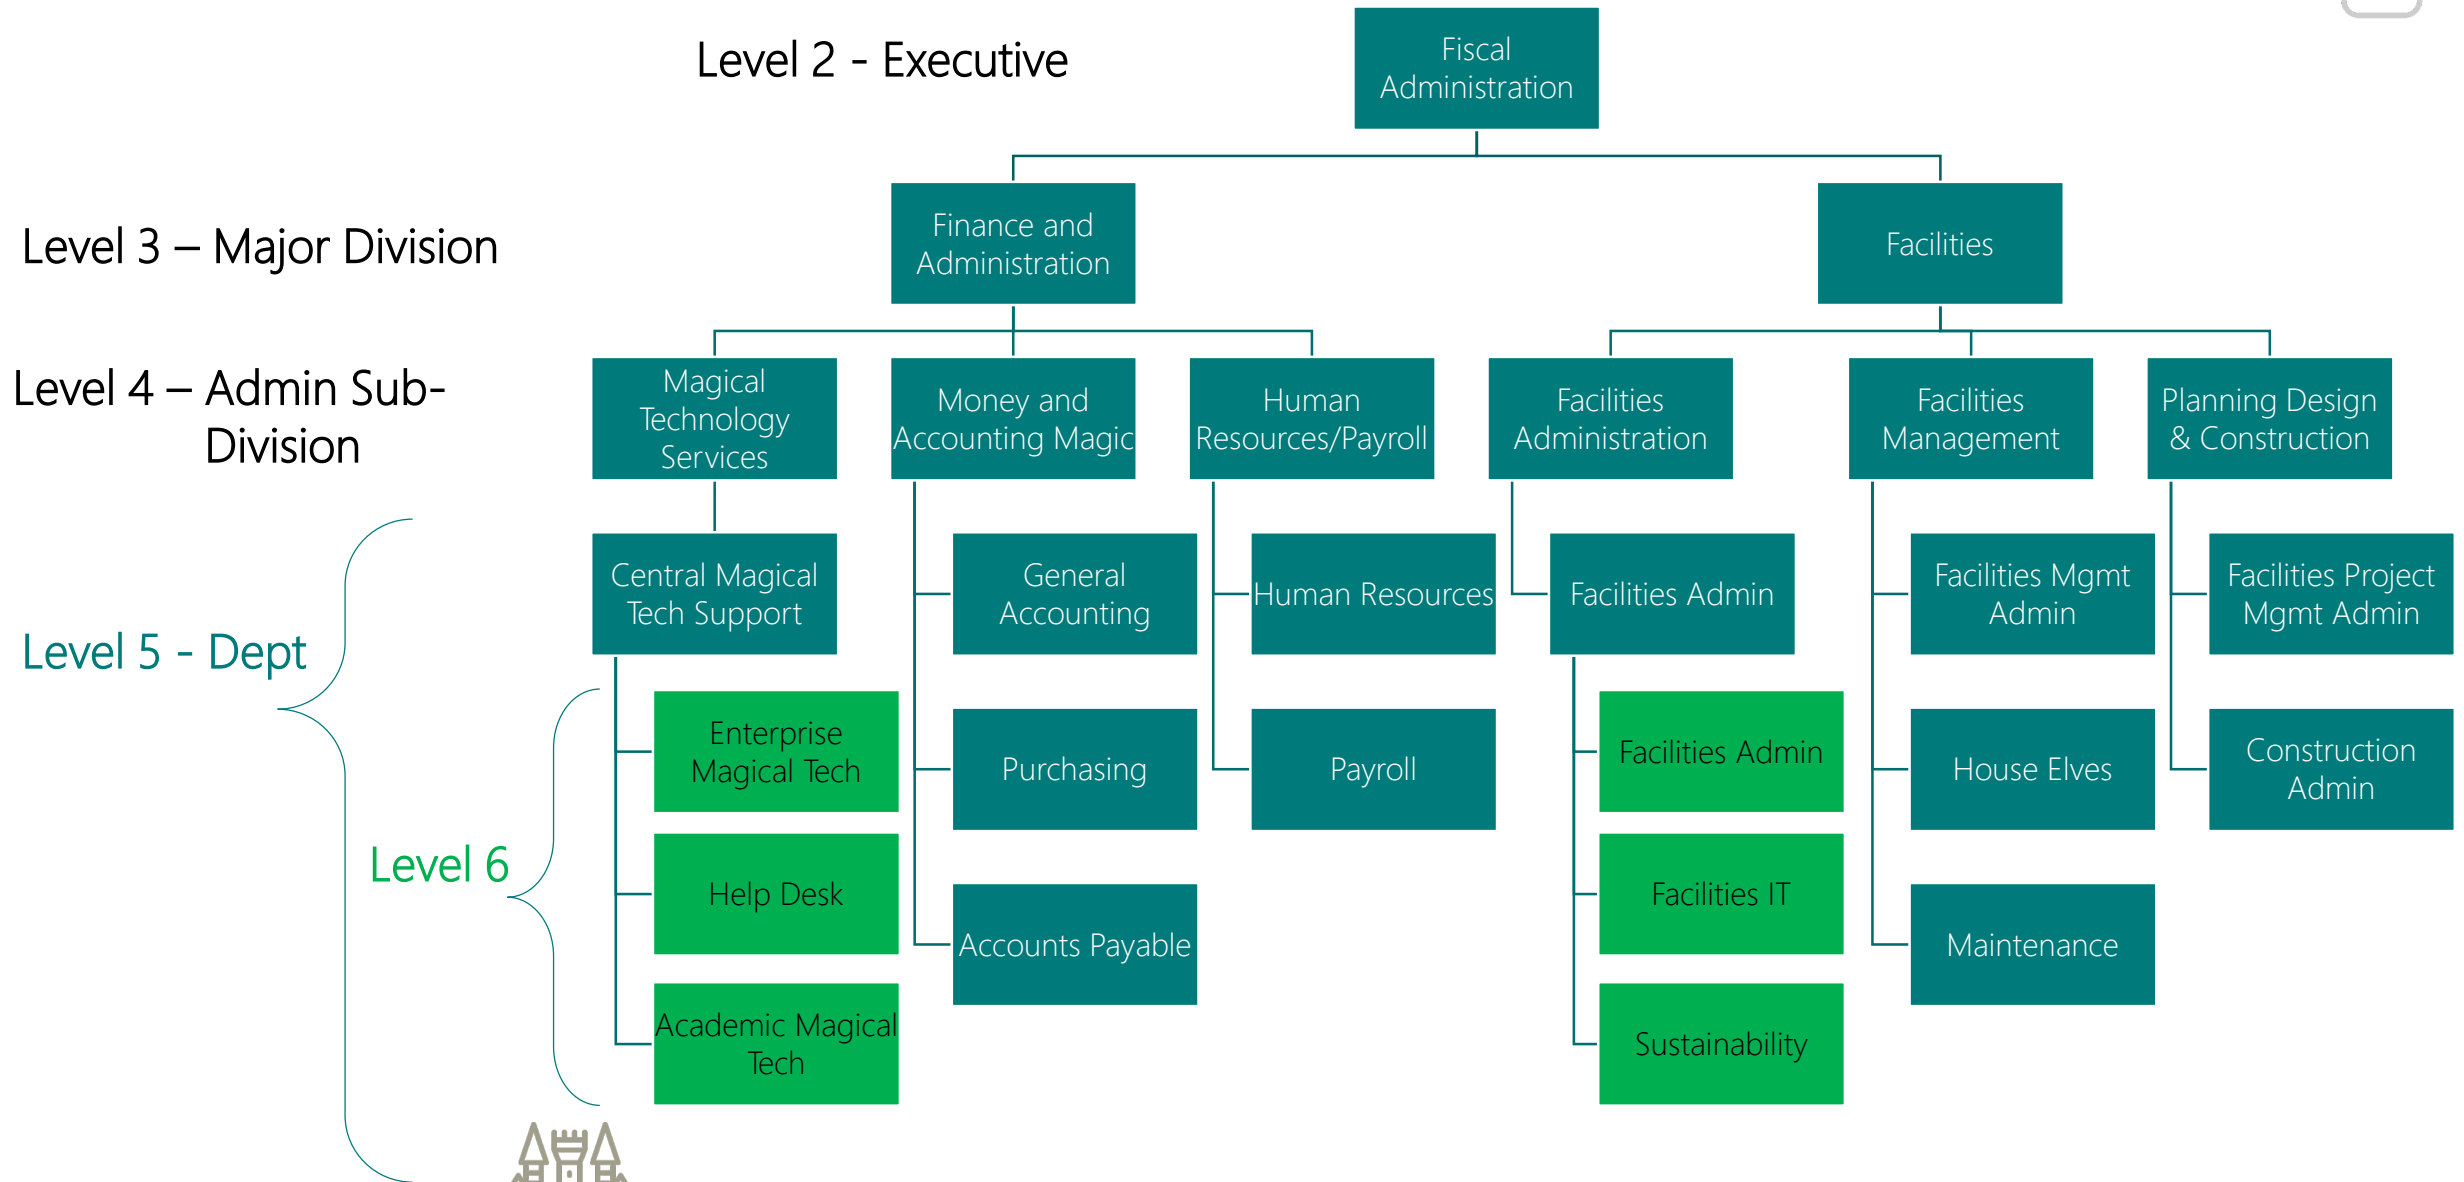 Level 2 - Executive
Fiscal
Administration
Level 3 – Major Division
Finance and
Administration
Facilities
Level 4 – Admin Sub-
Division
Magical
Technology
Services
Money and
Accounting Magic
Human
Resources/Payroll
Facilities
Administration
Facilities
Management
Planning Design
& Construction
Level 5 - Dept
Central Magical
Tech Support
General
Accounting
Human Resources
Facilities Admin
Facilities Mgmt
Admin
Facilities Project
Mgmt Admin
Level 6
Enterprise
Magical Tech
Purchasing
Payroll
Facilities Admin
House Elves
Construction
Admin
Help Desk
Accounts Payable
Facilities IT
Maintenance
Academic Magical
Tech
Sustainability